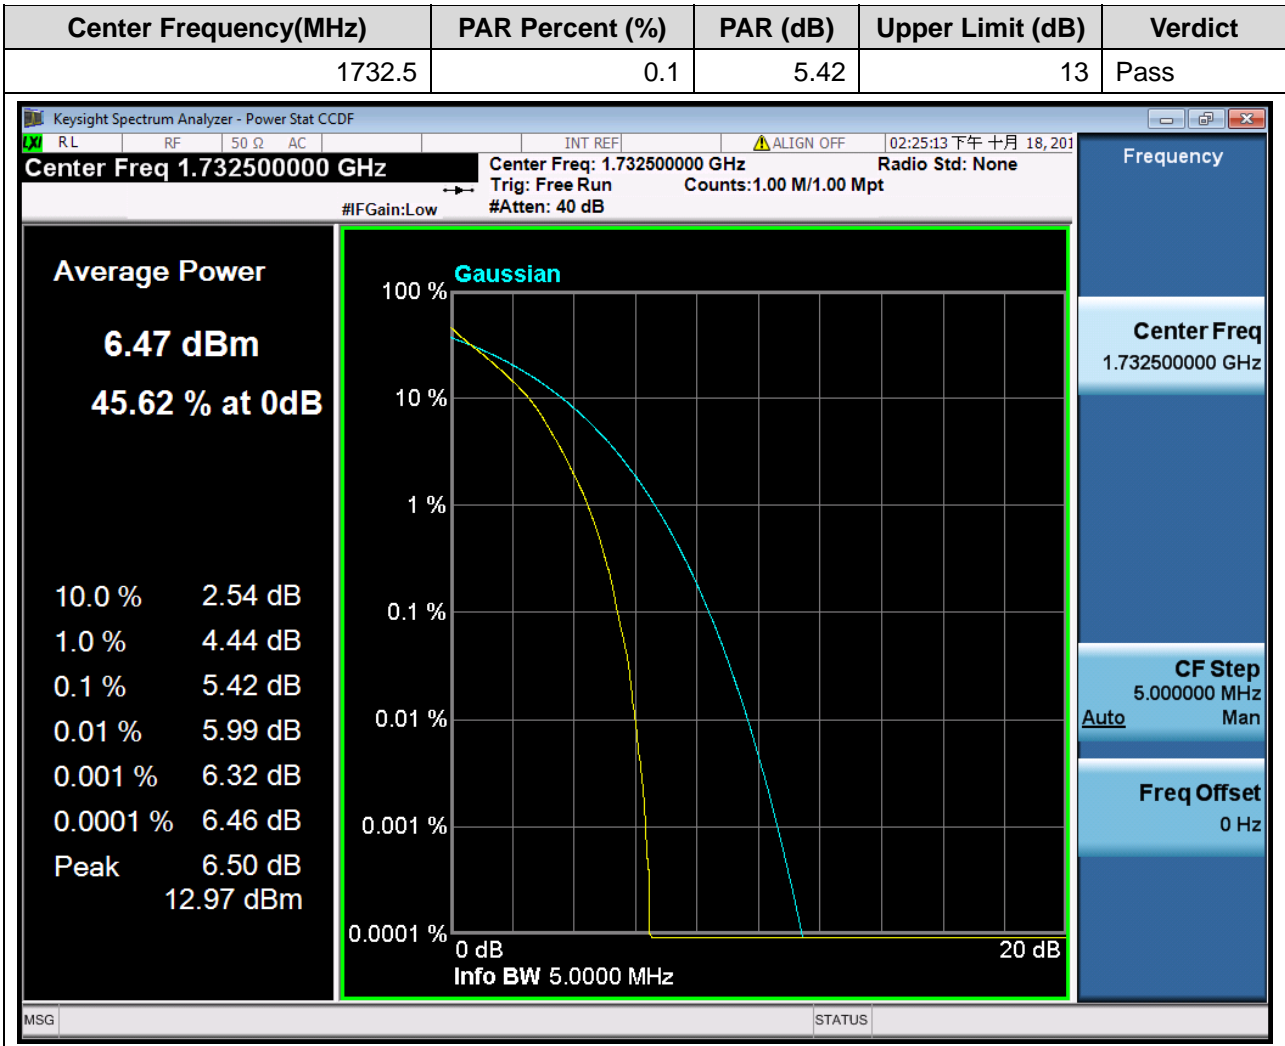 Center Frequency(MHz) PAR Percent (%) PAR (dB) Upper Limit (dB) Verdict
1732.5 0.1 5.42 13 Pass
Keysight Spectrum Analyzer - Power Stat CCDF
LXI RL RF 50 Ω AC INT REF ALIGN OFF 02:25:13 下午 十月 18, 201
Center Freq 1.732500000 GHz
Center Freq: 1.732500000 GHz Radio Std: None
Trig: Free Run Counts:1.00 M/1.00 Mpt
#IFGain:Low #Atten: 40 dB
Frequency
Average Power
6.47 dBm
45.62 % at 0dB
10.0 % 2.54 dB
1.0 % 4.44 dB
0.1 % 5.42 dB
0.01 % 5.99 dB
0.001 % 6.32 dB
0.0001 % 6.46 dB
Peak 6.50 dB
12.97 dBm
Gaussian
100 %
10 %
1 %
0.1 %
0.01 %
0.001 %
0.0001 %
0 dB 20 dB
Info BW 5.0000 MHz
Center Freq
1.732500000 GHz
CF Step
5.000000 MHz
Auto Man
Freq Offset
0 Hz
MSG STATUS